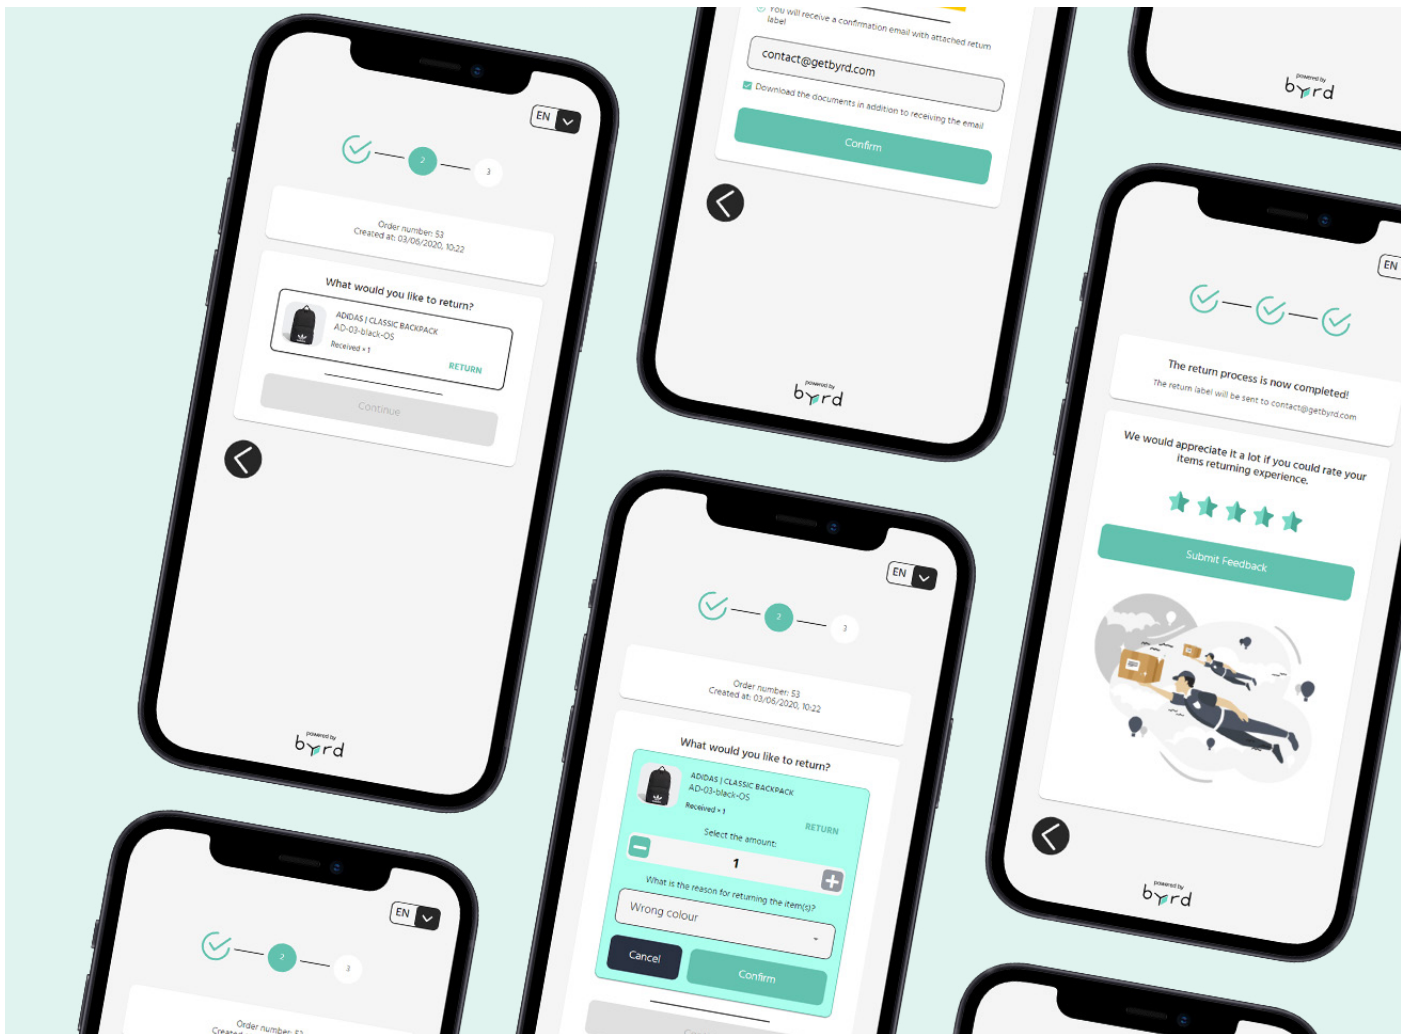 EN
2
3
Order number: 53
Created at: 03/06/2020, 10:22
What would you like to return?
ADIDAS | CLASSIC BACKPACK
AD-03-black-OS
Received × 1
RETURN
Continue
powered by
byrd
You will receive a confirmation email with attached return
label
contact@getbyrd.com
Download the documents in addition to receiving the email
Confirm
powered by
byrd
powered by
byrd
EN
The return process is now completed!
The return label will be sent to contact@getbyrd.com
We would appreciate it a lot if you could rate your
items returning experience.
Submit Feedback
powered by
byrd
EN
2
3
Order number: 53
Created at: 03/06/2020, 10:22
What would you like to return?
ADIDAS | CLASSIC BACKPACK
AD-03-black-OS
Received × 1
RETURN
Select the amount:
1
What is the reason for returning the item(s)?
Wrong colour
Cancel
Confirm
EN
2
3
Order number: 53